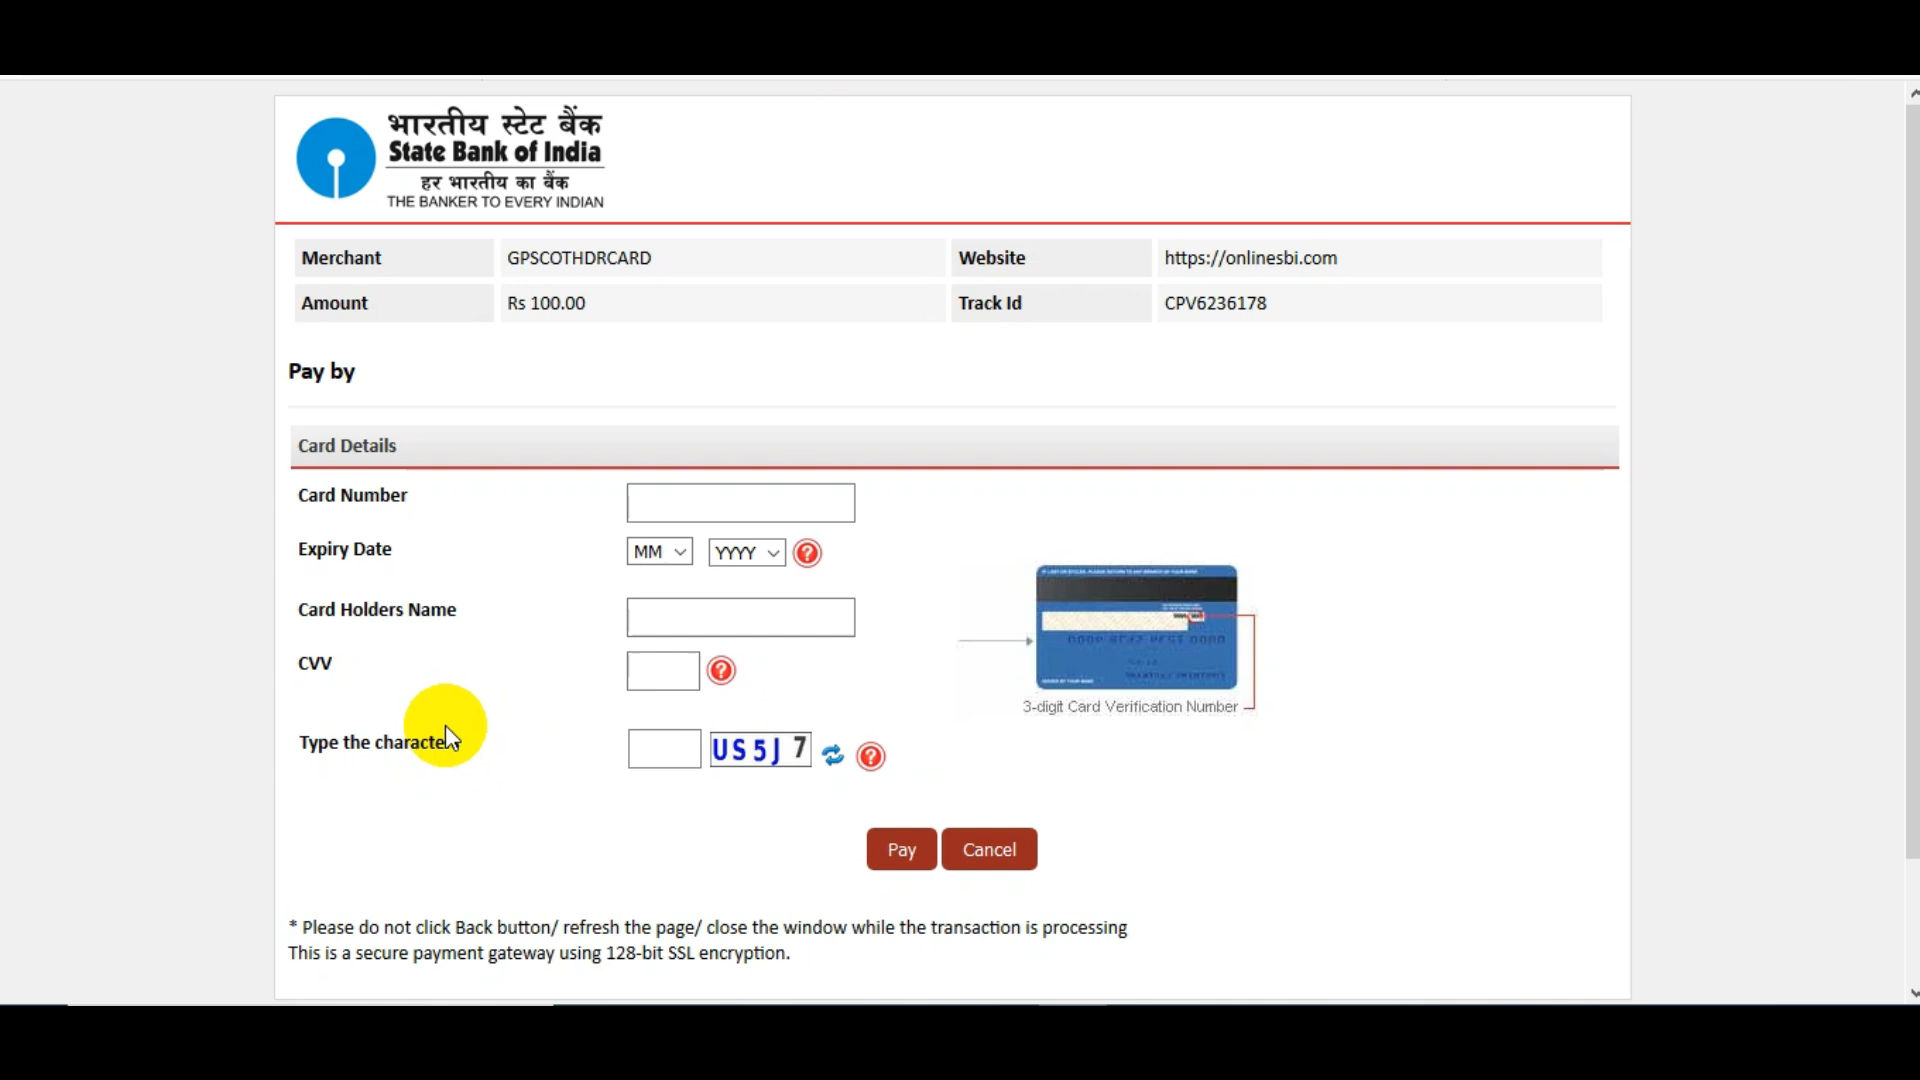 भारतीय स्टेट बैंक
State Bank of India
हर भारतीय का बैंक
THE BANKER TO EVERY INDIAN
Merchant GPSCOTHDRCARD Website https://onlinesbi.com
Amount Rs 100.00 Track Id CPV6236178
Pay by
Card Details
Card Number
Expiry Date MM YYYY ?
Card Holders Name
CVV ?
3-digit Card Verification Number
Type the characte US5J 7 ?
Pay Cancel
* Please do not click Back button/ refresh the page/ close the window while the transaction is processing
This is a secure payment gateway using 128-bit SSL encryption.